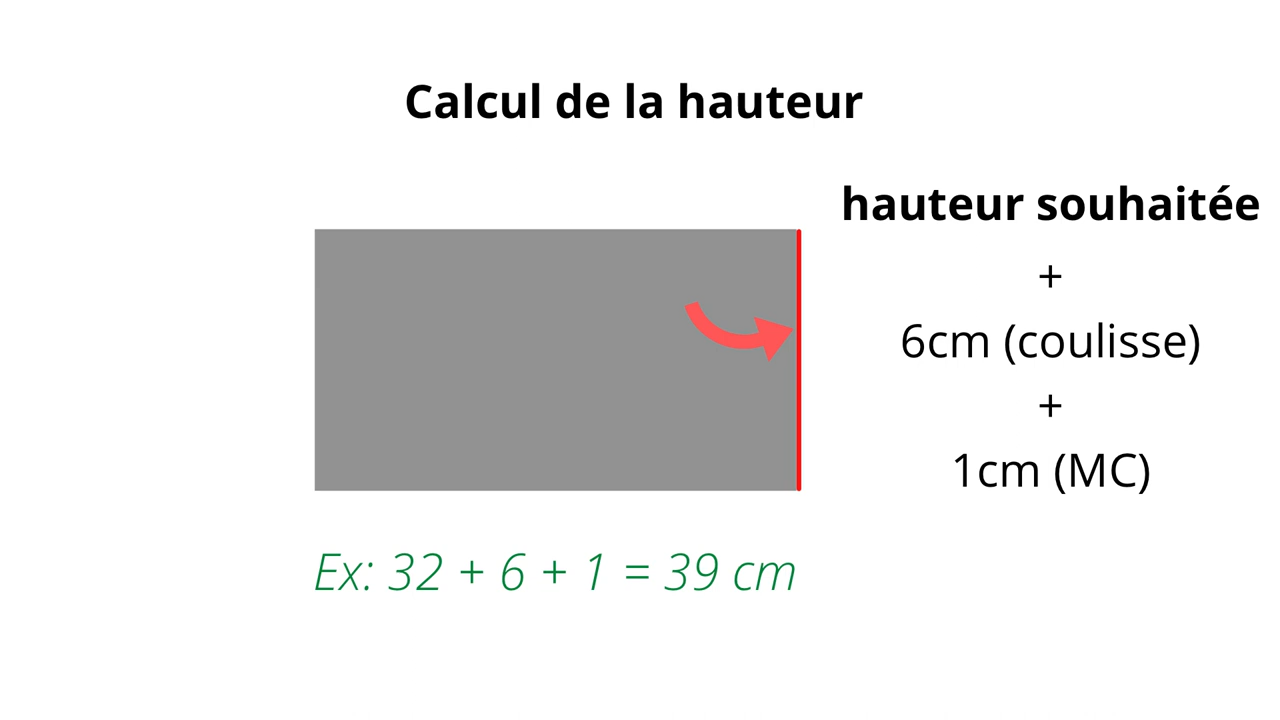 Calcul de la hauteur
hauteur souhaitée
+
6cm (coulisse)
+
1cm (MC)
Ex: 32 + 6 + 1 = 39 cm